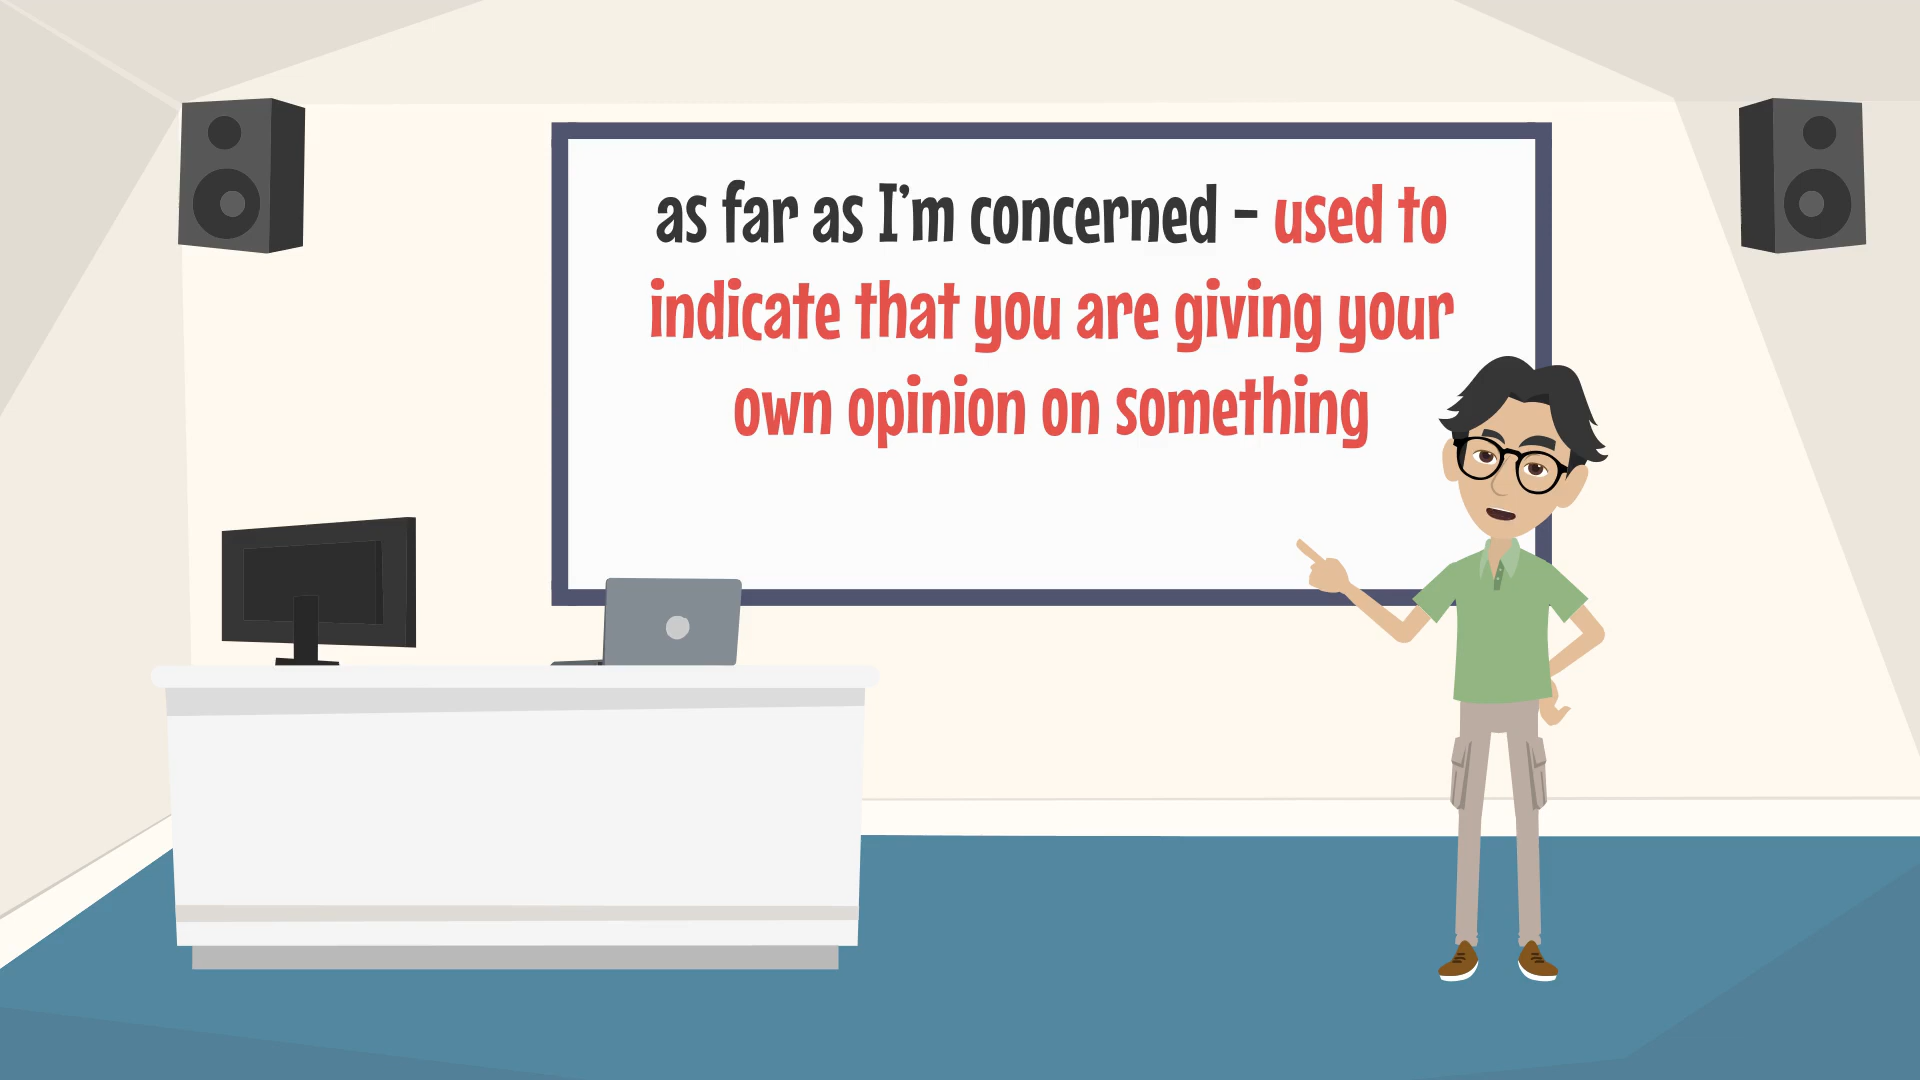 as far as I'm concerned – used to
indicate that you are giving your
own opinion on something